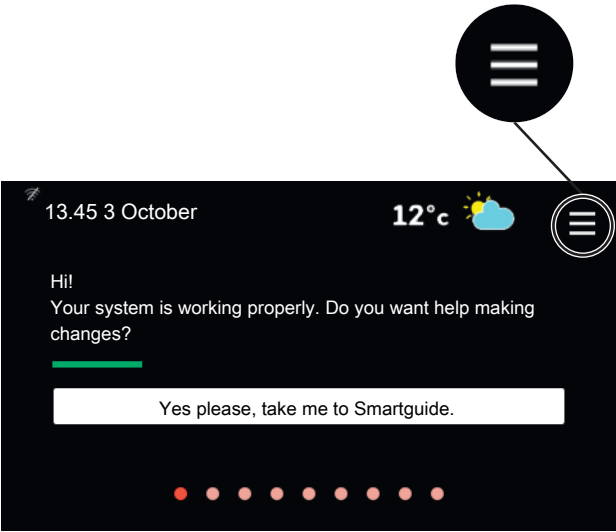 13.45 3 October
12°c
Hi!
Your system is working properly. Do you want help making
changes?
Yes please, take me to Smartguide.